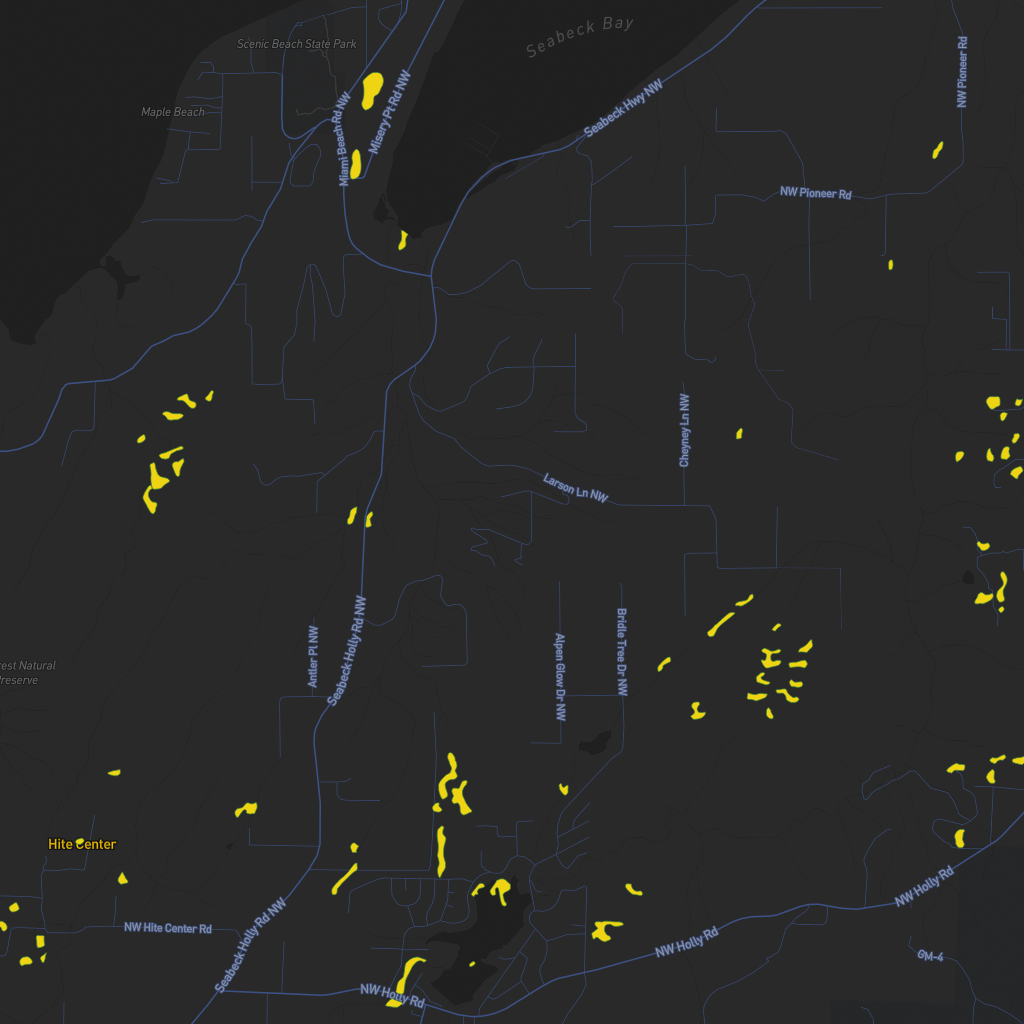 Seabeck Bay
Scenic Beach State Park
NW Pioneer Rd
Maple Beach
Miami Beach Rd NW
Misery Pt Rd NW
Seabeck Hwy NW
NW Pioneer Rd
Cheyney Ln NW
Larson Ln NW
Antler Pl NW
Seabeck Holly Rd NW
Alpen Glow Dr NW
Bridle Tree Dr NW
rest Natural
Preserve
Hite Center
NW Hite Center Rd
Seabeck Holly Rd NW
NW Holly Rd
NW Holly Rd
NW Holly Rd
GM-4